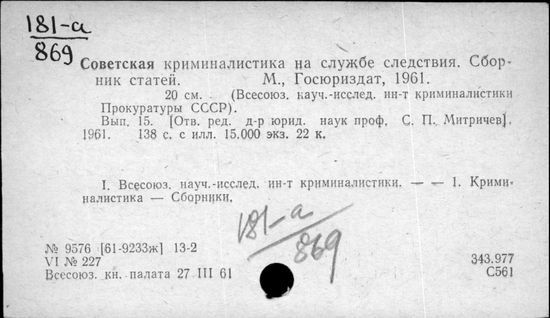 181-а
869
Советская криминалистика на службе следствия. Сбор-
ник статей. М., Госюриздат, 1961.
20 см. (Всесоюз. науч.-исслед. ин-т криминалистики
Прокуратуры СССР).
Вып. 15. [Отв. ред. д-р юрид. наук проф. С. П. Митричев].
1961. 138 с. с илл. 15.000 экз. 22 к.
I. Всесоюз. науч.-исслед. ин-т криминалистики. — — 1. Крими-
налистика — Сборники.
181-а
869
№ 9576 [61-9233ж] 13-2
VI № 227
Всесоюз. кн. палата 27 III 61
343.977
С561